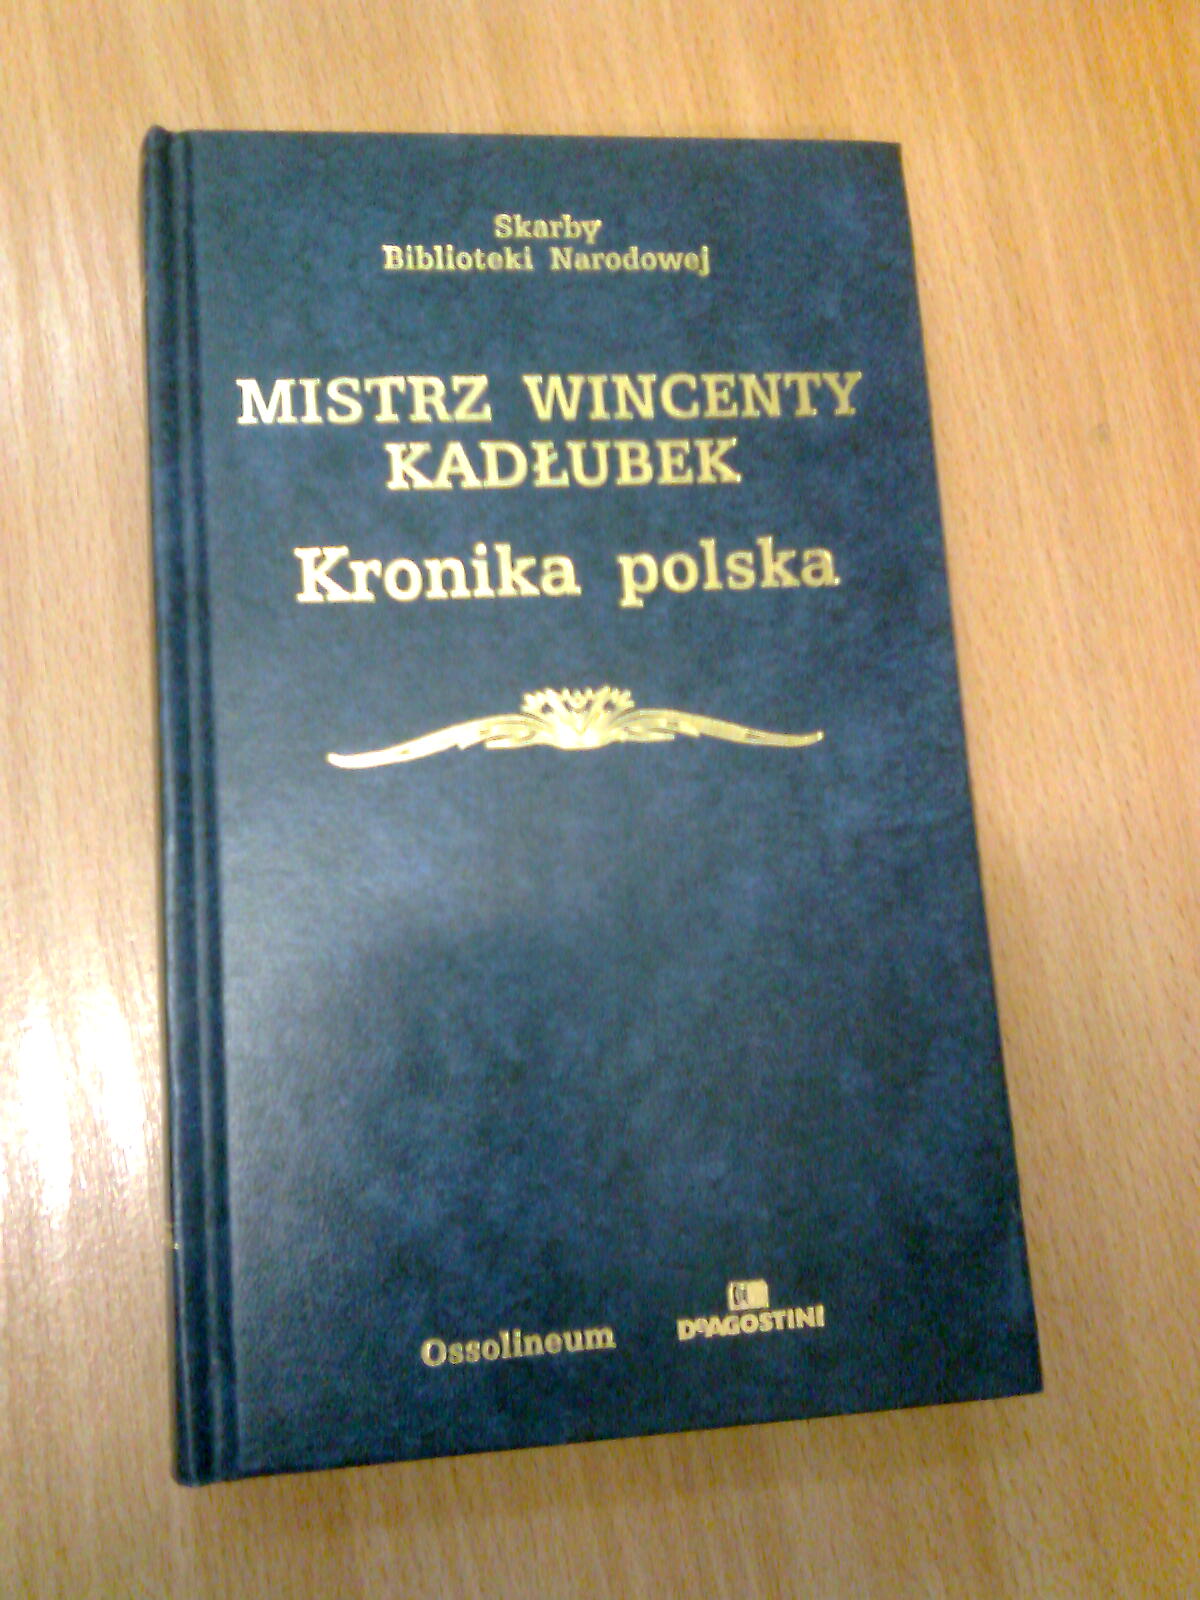 Skarby
Biblioteki Narodowej
MISTRZ WINCENTY
KADŁUBEK
Kronika polska
Ossolineum
DeAGOSTINI